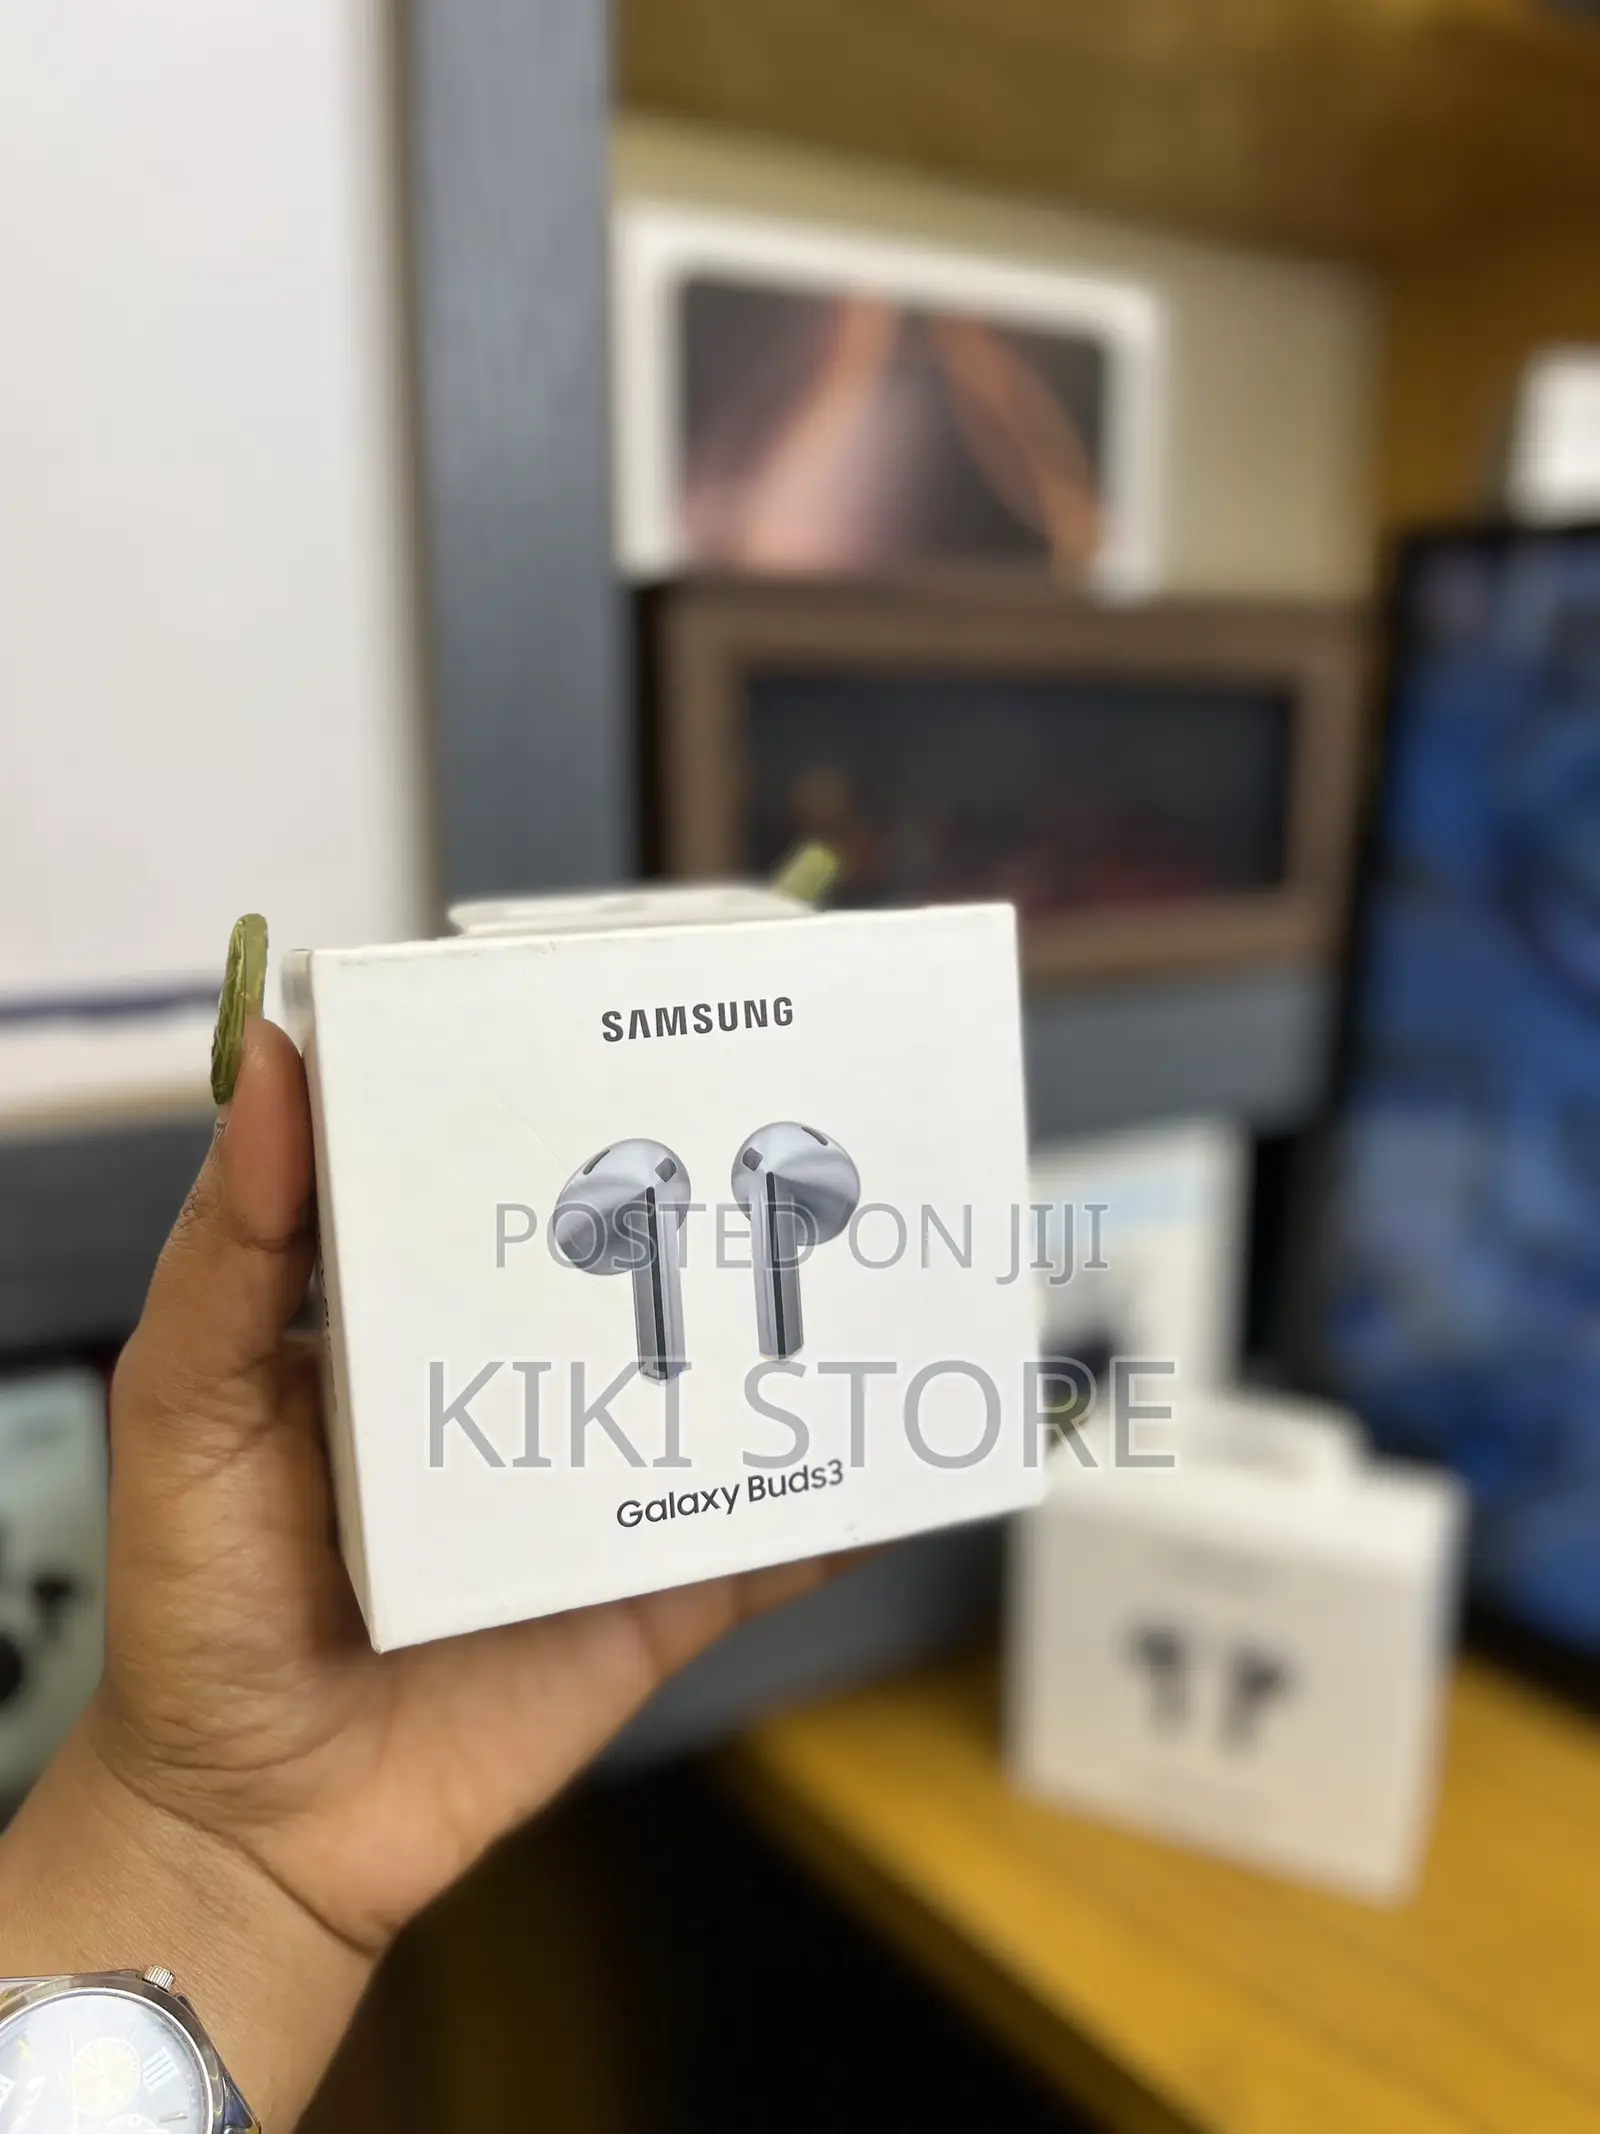 SAMSUNG
POSTED ON JIJI
KIKI STORE
Galaxy Buds3